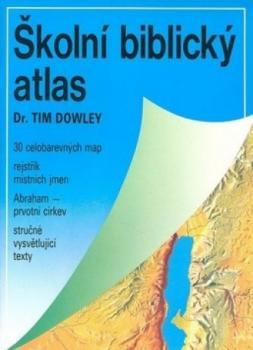 Školní biblický
atlas
Dr. TIM DOWLEY
30 celobarevných map
rejstřík
místních jmen
Abraham –
prvotní církev
stručné
vysvětlující
texty